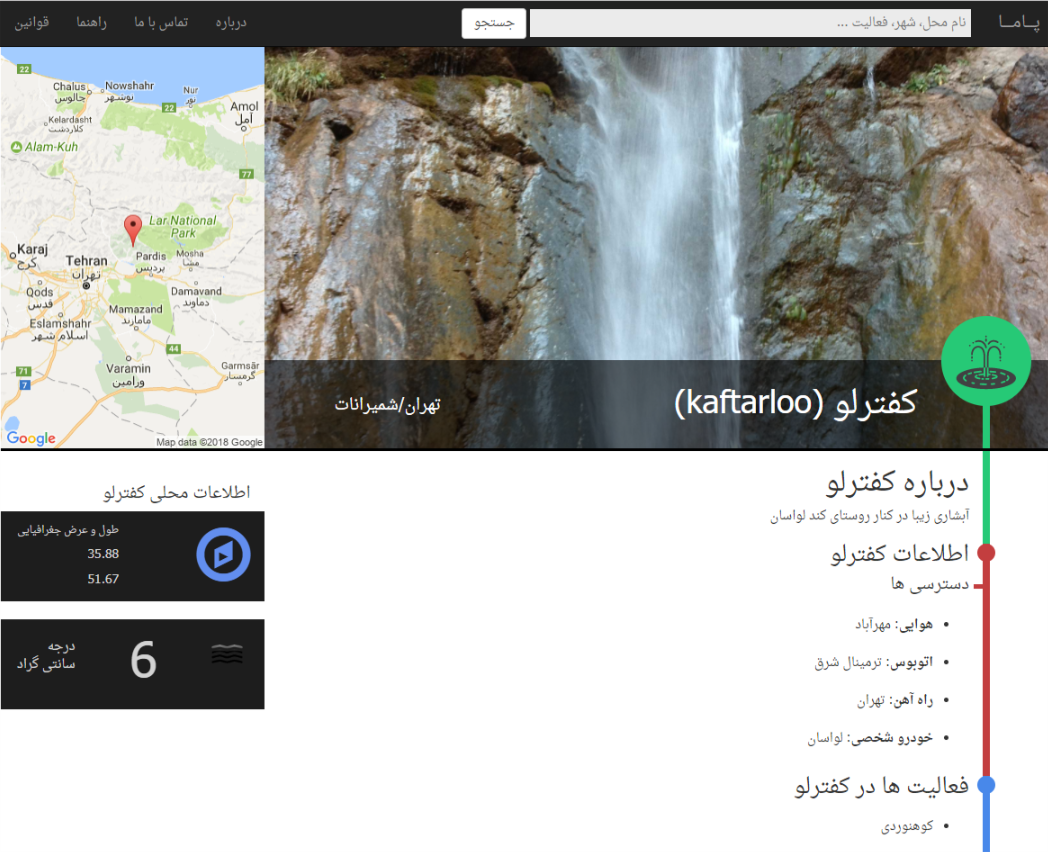 پـامـا
نام محل، شهر، فعالیت ...
جستجو
درباره
تماس با ما
راهنما
قوانین
22
Chalus
چالوس
Nowshahr
نوشهر
Nur
نور
22
Amol
آمل
Kelardasht
کلاردشت
Alam-Kuh
77
Lar National
Park
Karaj
کرج
Tehran
تهران
Pardis
پردیس
Mosha
مشا
Qods
قدس
Damavand
دماوند
Mamazand
مامازند
Eslamshahr
اسلام شهر
44
Varamin
ورامین
Garmsar
گرمسار
71
7
Google
Map data ©2018 Google
کفترلو (kaftarloo)
تهران/شمیرانات
درباره کفترلو
آبشاری زیبا در کنار روستای کند لواسان
اطلاعات کفترلو
دسترسی ها
هوایی: مهرآباد
اتوبوس: ترمینال شرق
راه آهن: تهران
خودرو شخصی: لواسان
فعالیت ها در کفترلو
کوهنوردی
اطلاعات محلی کفترلو
طول و عرض جغرافیایی
35.88
51.67
6
درجه
سانتی گراد